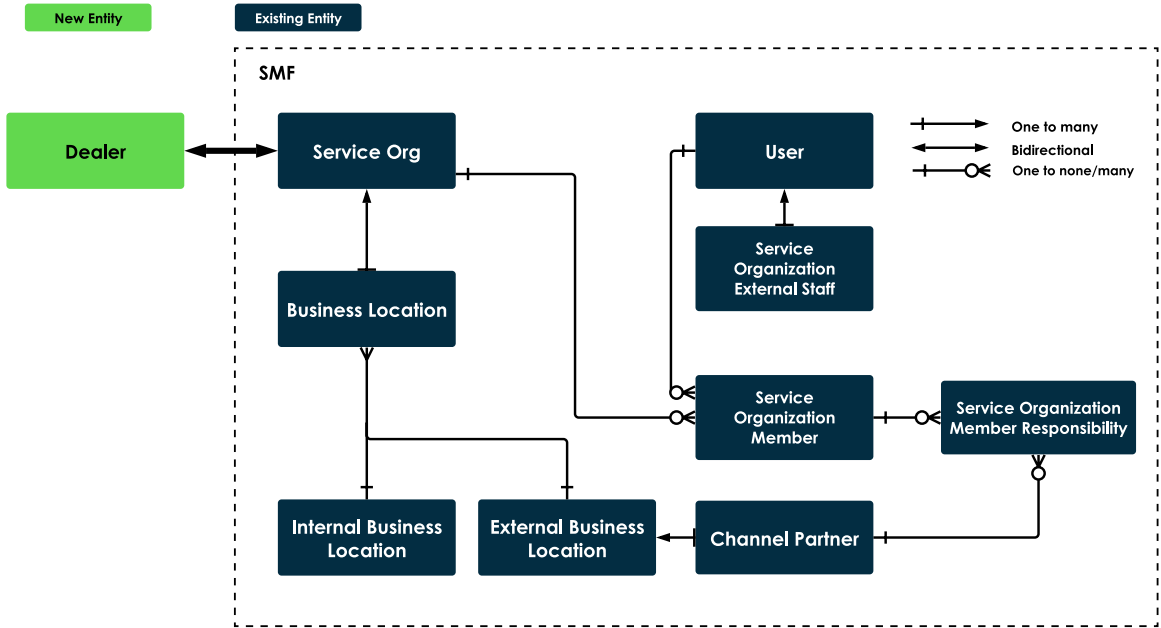 New Entity
Existing Entity
SMF
Dealer
Service Org
User
One to many
Bidirectional
One to none/many
Service
Organization
External Staff
Business Location
Service
Organization
Member
Service Organization
Member Responsibility
Internal Business
Location
External Business
Location
Channel Partner